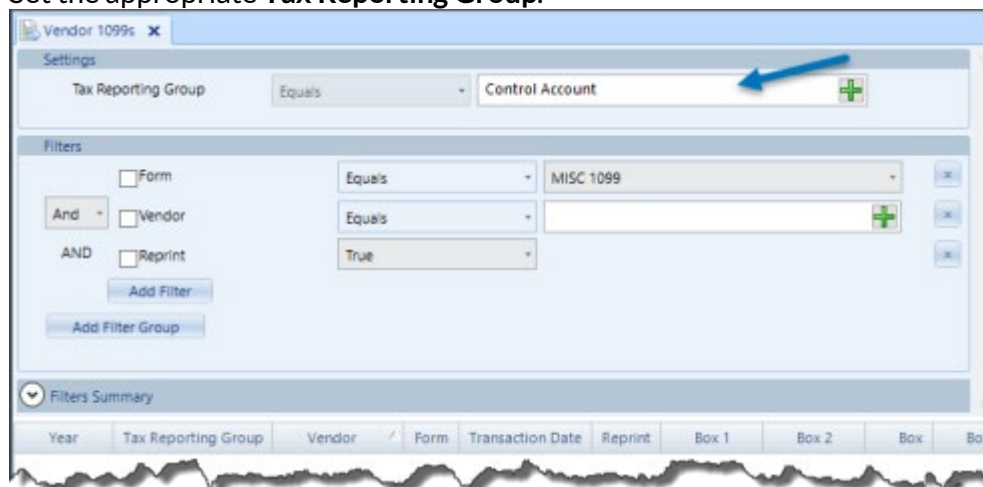 Set the appropriate Tax Reporting Group.
Vendor 1099s
Settings
Tax Reporting Group Equals Control Account
Filters
Form Equals MISC 1099
And Vendor Equals
AND Reprint True
Add Filter
Add Filter Group
Filters Summary
Year Tax Reporting Group Vendor Form Transaction Date Reprint Box 1 Box 2 Box Bo